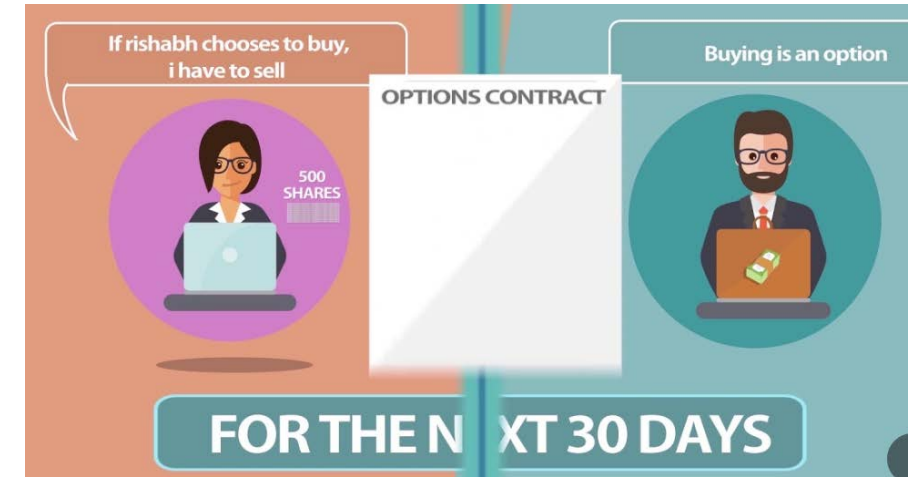 If rishabh chooses to buy,
i have to sell
Buying is an option
OPTIONS CONTRACT
500
SHARES
FOR THE N XT 30 DAYS